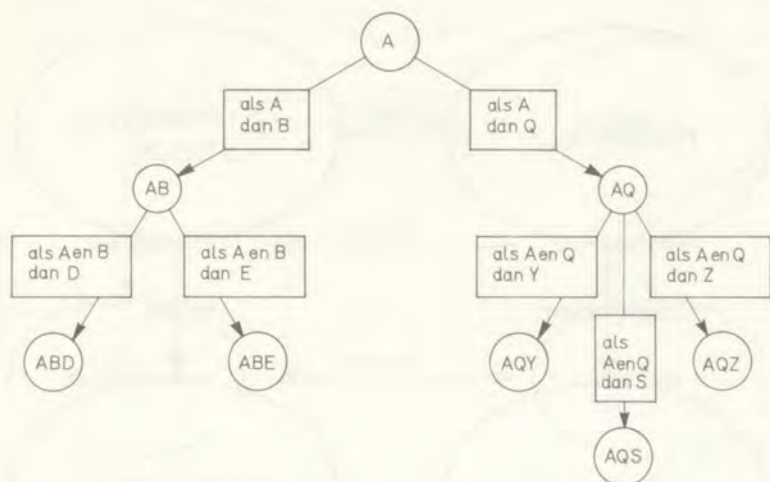 A
als A
dan B
als A
dan Q
AB
AQ
als A en B
dan D
als A en B
dan E
als A en Q
dan Y
als A en Q
dan Z
ABD
ABE
AQY
als
A en Q
dan S
AQZ
AQS